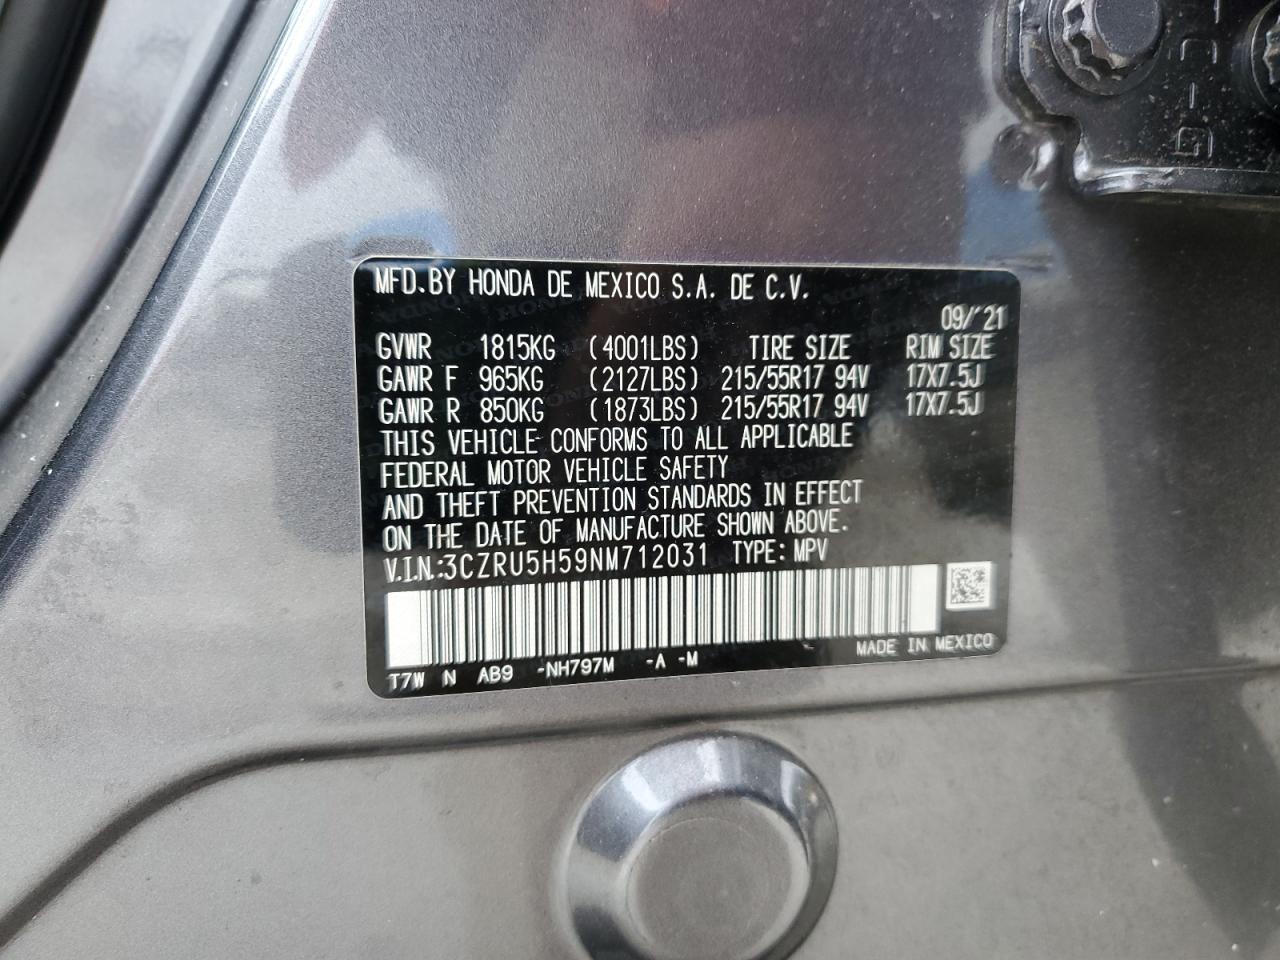 MFD.BY HONDA DE MEXICO S.A. DE C.V.
09/'21
GVWR 1815KG (4001LBS) TIRE SIZE RIM SIZE
GAWR F 965KG (2127LBS) 215/55R17 94V 17X7.5J
GAWR R 850KG (1873LBS) 215/55R17 94V 17X7.5J
THIS VEHICLE CONFORMS TO ALL APPLICABLE
FEDERAL MOTOR VEHICLE SAFETY
AND THEFT PREVENTION STANDARDS IN EFFECT
ON THE DATE OF MANUFACTURE SHOWN ABOVE.
V.I.N.:3CZRU5H59NM712031 TYPE: MPV
MADE IN MEXICO
T7W N AB9 -NH797M -A -M